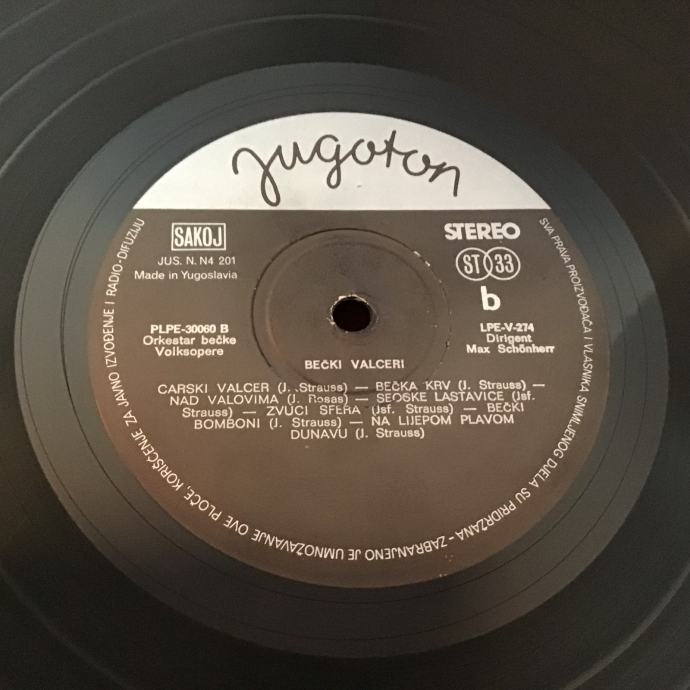 jugoton
SAKOJ
JUS. N. N4 201
Made in Yugoslavia
STEREO
ST 33
b
PLPE-30060 B
Orkestar bečke
Volksopere
LPE-V-274
Dirigent
Max Schönherr
BEČKI VALCERI
CARSKI VALCER (J. Strauss) — BEČKA KRV (J. Strauss) —
NAD VALOVIMA (J. Rosas) — SEOSKE LASTAVICE (Jsf.
Strauss) — ZVUCI SFERA (Jsf. Strauss) — BEČKI
BOMBONI (J. Strauss) — NA LIJEPOM PLAVOM
DUNAVU (J. Strauss)
SVA PRAVA PROIZVOĐAČA I VLASNIKA SNIMLJENOG DJELA SU PRIDRŽANA - ZABRANJENO JE UMNOŽAVANJE OVE PLOČE, KORIŠĆENJE ZA JAVNO IZVOĐENJE I RADIO-DIFUZIJU